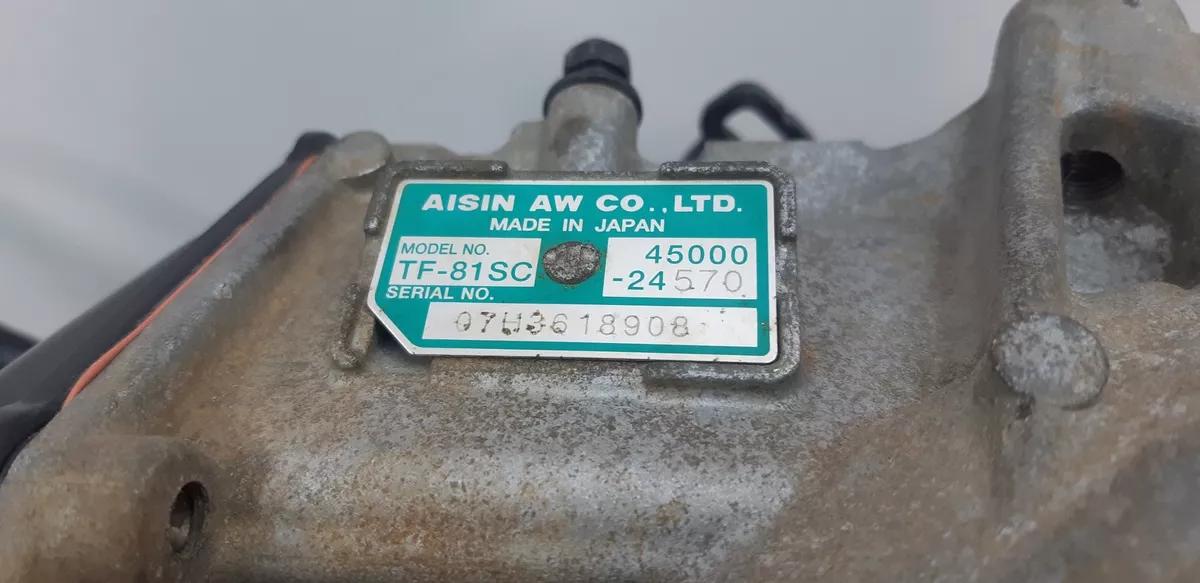 AISIN AW CO., LTD.
MADE IN JAPAN
MODEL NO.
TF-81SC
45000
-24570
SERIAL NO.
07H3618908